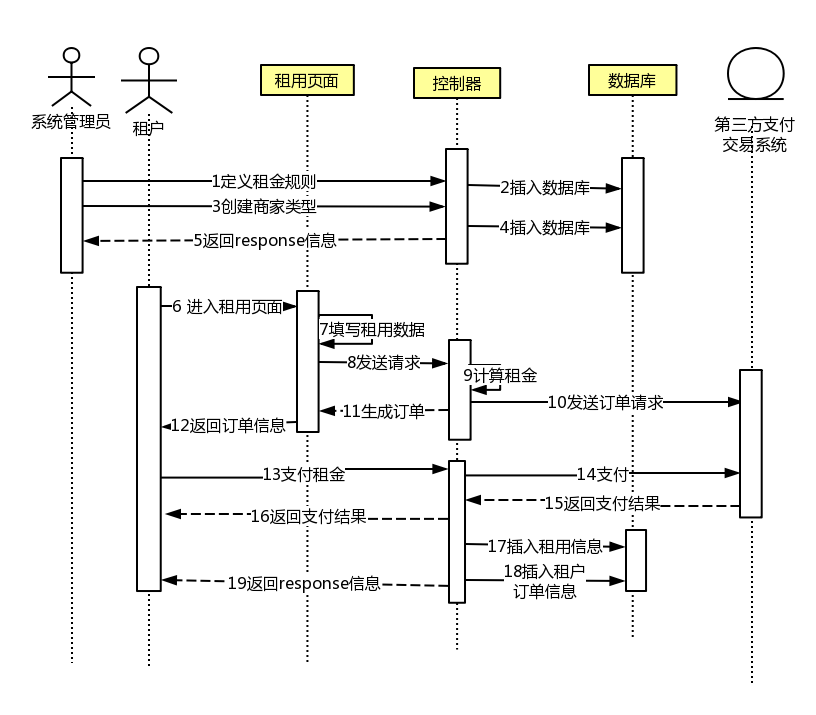 系统管理员
租户
租用页面
控制器
数据库
第三方支付
交易系统
1定义租金规则
2插入数据库
3创建商家类型
4插入数据库
5返回response信息
6 进入租用页面
7填写租用数据
8发送请求
9计算租金
10发送订单请求
11生成订单
12返回订单信息
13支付租金
14支付
15返回支付结果
16返回支付结果
17插入租用信息
18插入租户
订单信息
19返回response信息